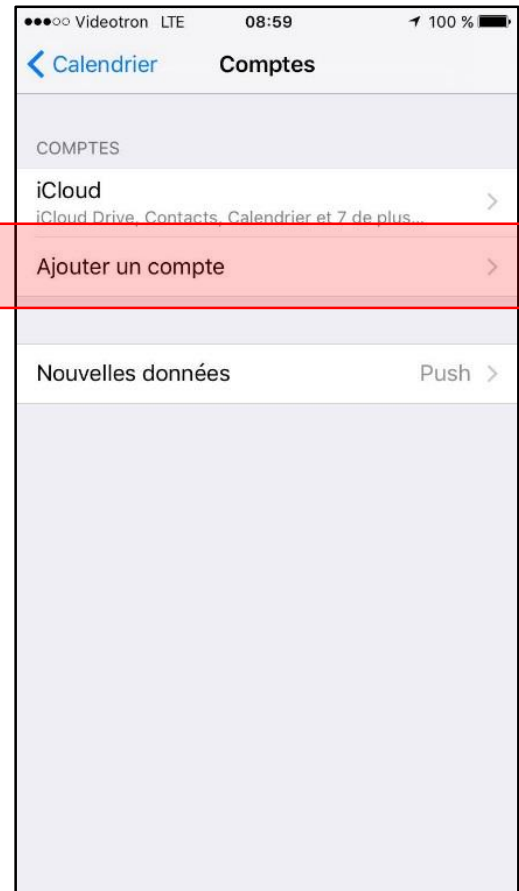 Videotron LTE 08:59 100 %
Calendrier Comptes
COMPTES
iCloud
iCloud Drive, Contacts, Calendrier et 7 de plus...
Ajouter un compte
Nouvelles données Push